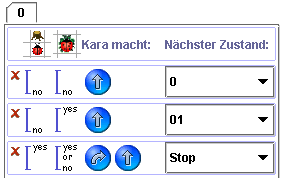 0
Kara macht: Nächster Zustand:
no no 0
no yes 01
yes yes or no Stop